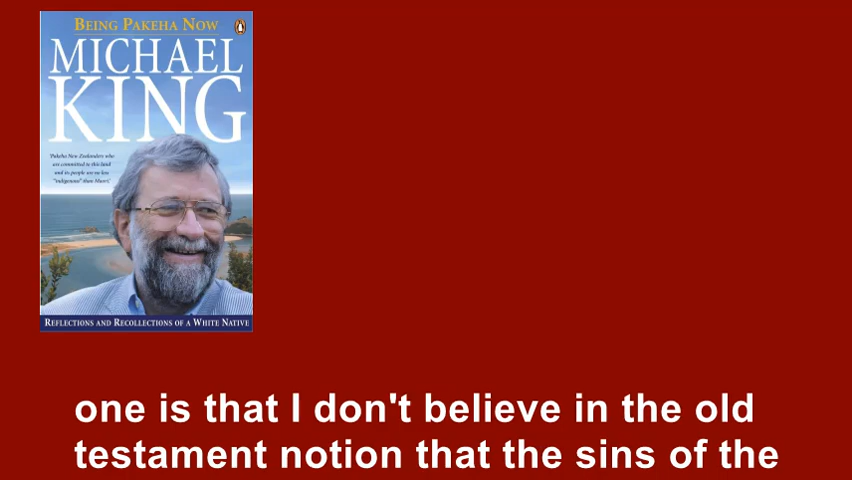 BEING PAKEHA NOW
MICHAEL
KING
'Pakeha New Zealanders who
are committed to this land
and its people are no less
"indigenous" than Maori.'
REFLECTIONS AND RECOLLECTIONS OF A WHITE NATIVE
one is that I don't believe in the old
testament notion that the sins of the